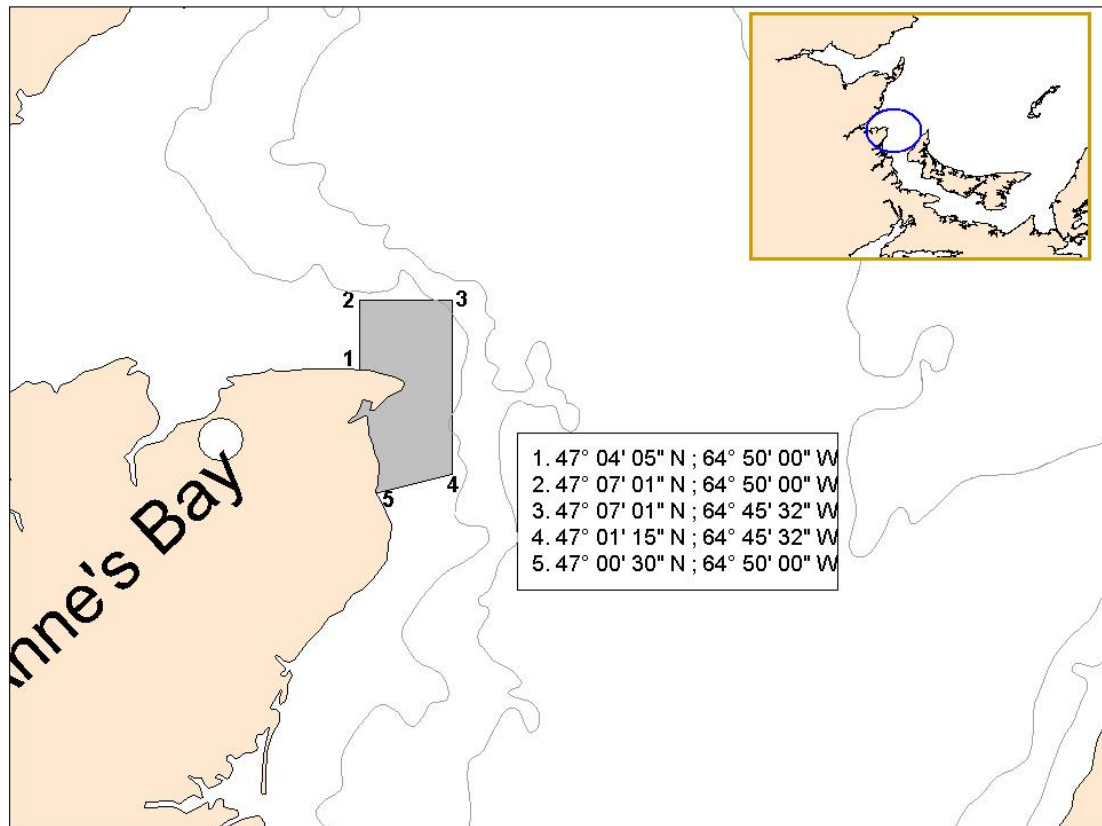 2
3
1
4
5
1. 47° 04' 05" N ; 64° 50' 00" W
2. 47° 07' 01" N ; 64° 50' 00" W
3. 47° 07' 01" N ; 64° 45' 32" W
4. 47° 01' 15" N ; 64° 45' 32" W
5. 47° 00' 30" N ; 64° 50' 00" W
Anne's Bay